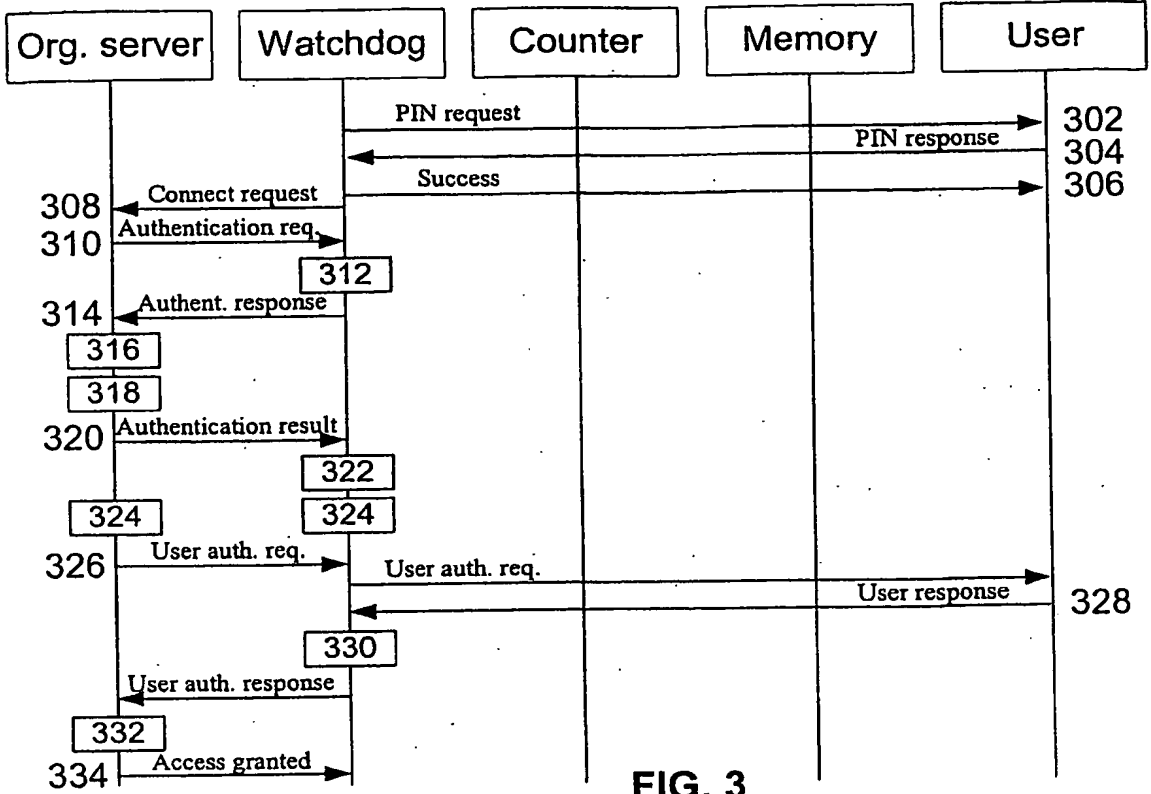 Org. server Watchdog Counter Memory User
PIN request 302
PIN response 304
Success 306
308 Connect request
310 Authentication req.
312
314 Authent. response
316
318
320 Authentication result
322
324 324
326 User auth. req.
User auth. req.
User response 328
330
User auth. response
332
334 Access granted
FIG. 3